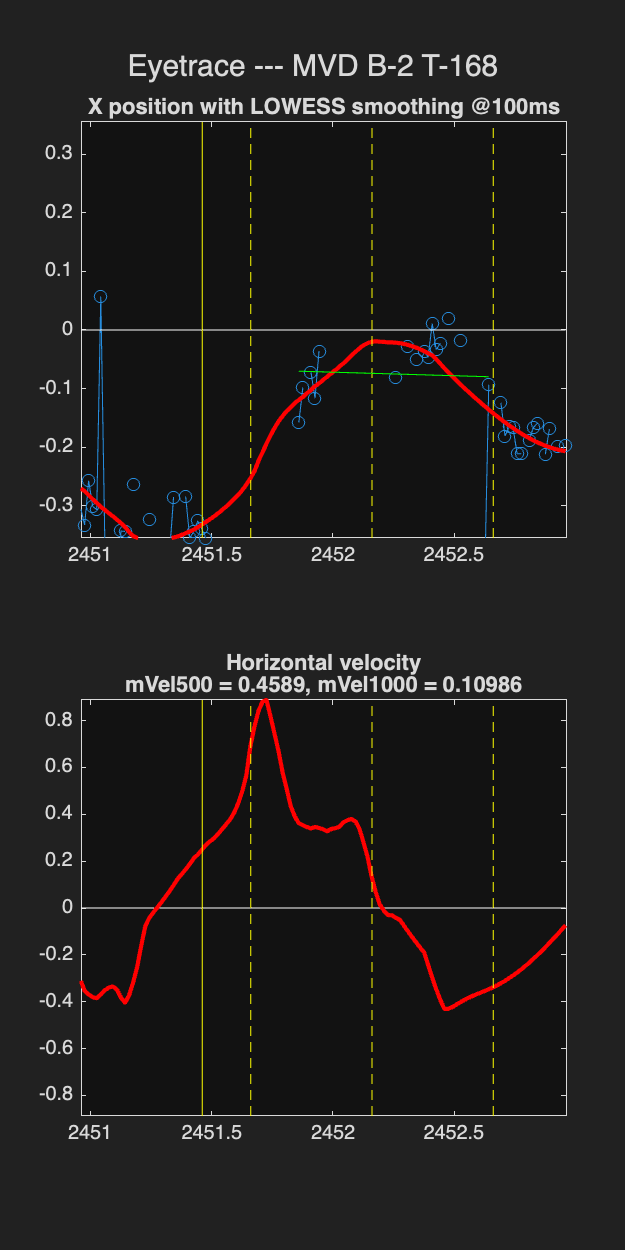 Eyetrace --- MVD B-2 T-168
X position with LOWESS smoothing @100ms
0.3
0.2
0.1
0
-0.1
-0.2
-0.3
2451 2451.5 2452 2452.5
Horizontal velocity
mVel500 = 0.4589, mVel1000 = 0.10986
0.8
0.6
0.4
0.2
0
-0.2
-0.4
-0.6
-0.8
2451 2451.5 2452 2452.5